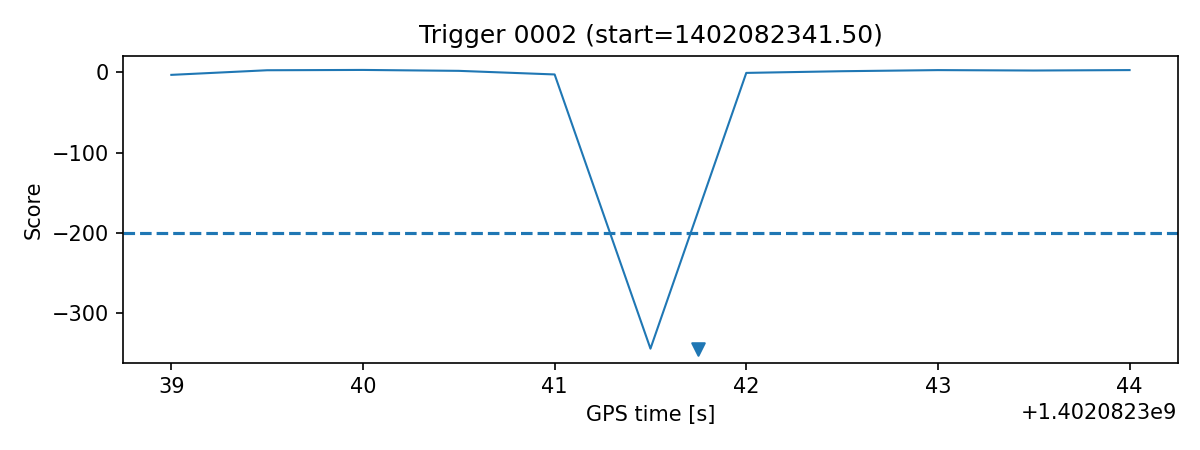 Trigger 0002 (start=1402082341.50)
0
−100
−200
−300
Score
39 40 41 42 43 44
GPS time [s]
+1.4020823e9